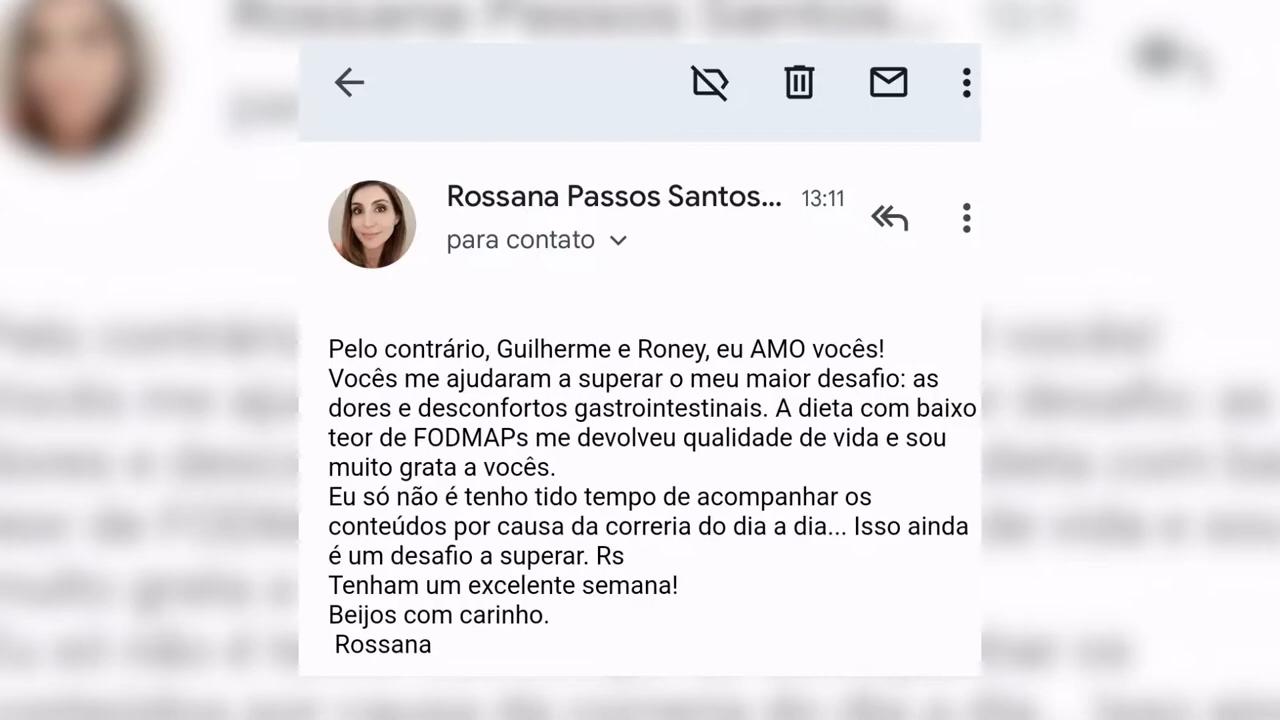 Rossana Passos Santos... 13:11
para contato
Pelo contrário, Guilherme e Roney, eu AMO vocês!
Vocês me ajudaram a superar o meu maior desafio: as
dores e desconfortos gastrointestinais. A dieta com baixo
teor de FODMAPs me devolveu qualidade de vida e sou
muito grata a vocês.
Eu só não é tenho tido tempo de acompanhar os
conteúdos por causa da correria do dia a dia... Isso ainda
é um desafio a superar. Rs
Tenham um excelente semana!
Beijos com carinho.
Rossana